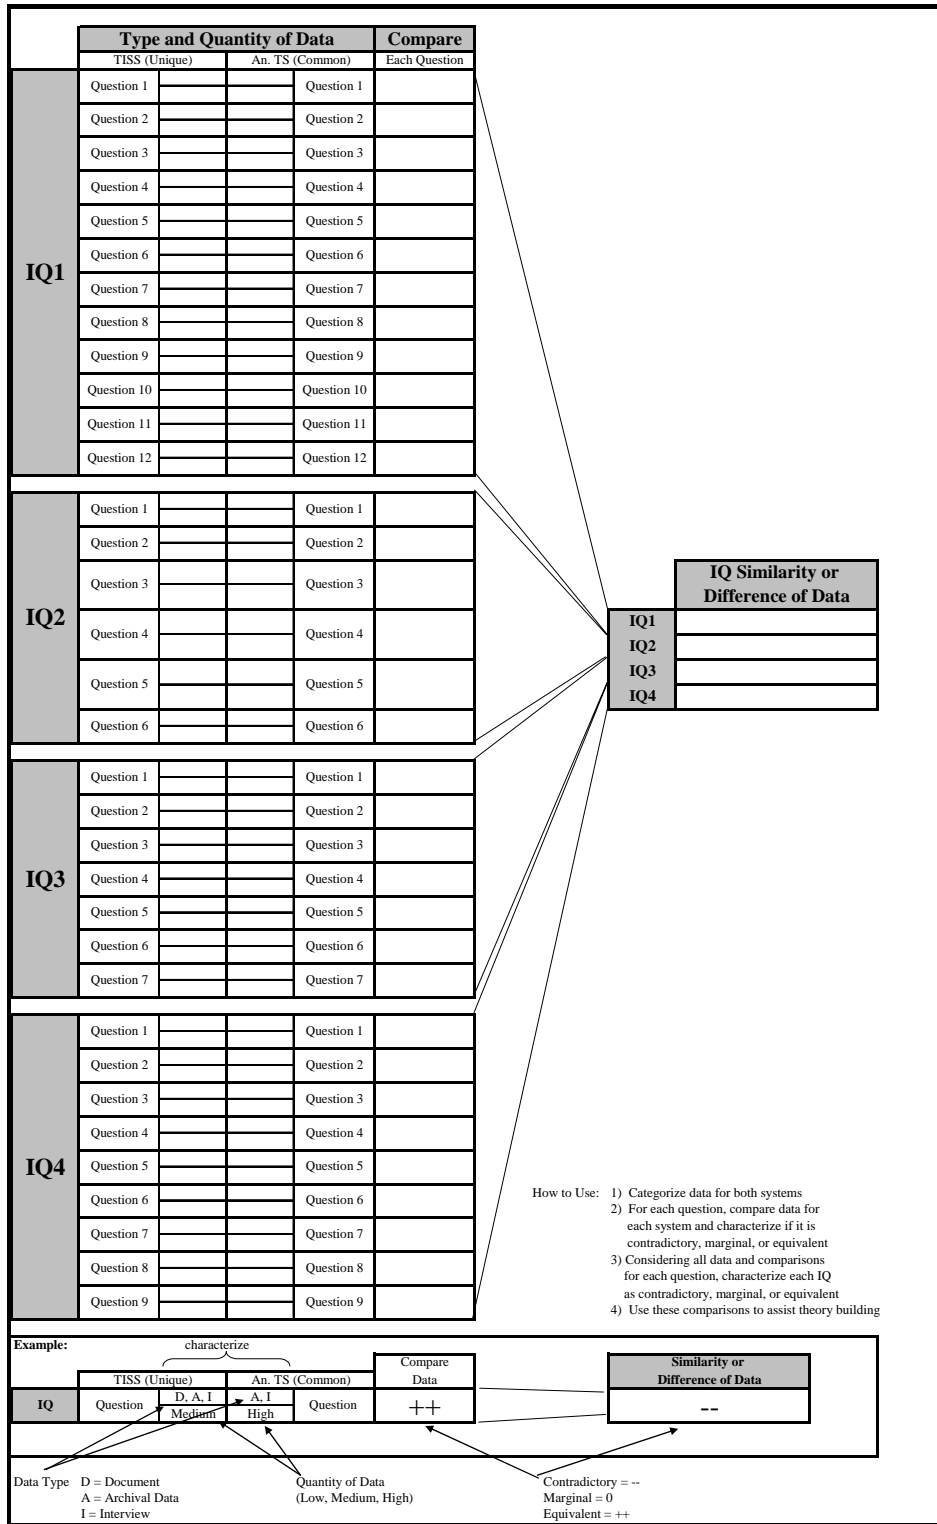 Type and Quantity of Data Compare
TISS (Unique) An. TS (Common) Each Question
IQ1
Question 1 Question 1
Question 2 Question 2
Question 3 Question 3
Question 4 Question 4
Question 5 Question 5
Question 6 Question 6
Question 7 Question 7
Question 8 Question 8
Question 9 Question 9
Question 10 Question 10
Question 11 Question 11
Question 12 Question 12
IQ2
Question 1 Question 1
Question 2 Question 2
Question 3 Question 3
Question 4 Question 4
Question 5 Question 5
Question 6 Question 6
IQ Similarity or
Difference of Data
IQ1
IQ2
IQ3
IQ4
IQ3
Question 1 Question 1
Question 2 Question 2
Question 3 Question 3
Question 4 Question 4
Question 5 Question 5
Question 6 Question 6
Question 7 Question 7
IQ4
Question 1 Question 1
Question 2 Question 2
Question 3 Question 3
Question 4 Question 4
Question 5 Question 5
Question 6 Question 6
Question 7 Question 7
Question 8 Question 8
Question 9 Question 9
How to Use: 1) Categorize data for both systems
2) For each question, compare data for
each system and characterize if it is
contradictory, marginal, or equivalent
3) Considering all data and comparisons
for each question, characterize each IQ
as contradictory, marginal, or equivalent
4) Use these comparisons to assist theory building
Example: characterize
Compare
Data
Similarity or
Difference of Data
TISS (Unique) An. TS (Common)
IQ Question D, A, I A, I Question ++ --
Medium High
Data Type D = Document
A = Archival Data
I = Interview
Quantity of Data
(Low, Medium, High)
Contradictory = --
Marginal = 0
Equivalent = ++